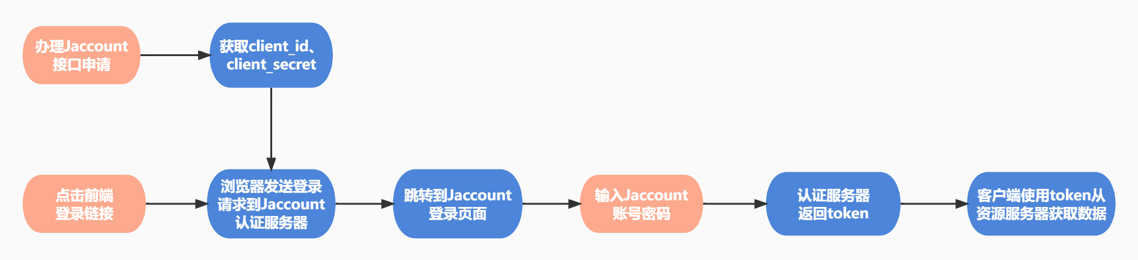 办理Jaccount
接口申请
获取client_id、
client_secret
点击前端
登录链接
浏览器发送登录
请求到Jaccount
认证服务器
跳转到Jaccount
登录页面
输入Jaccount
账号密码
认证服务器
返回token
客户端使用token从
资源服务器获取数据